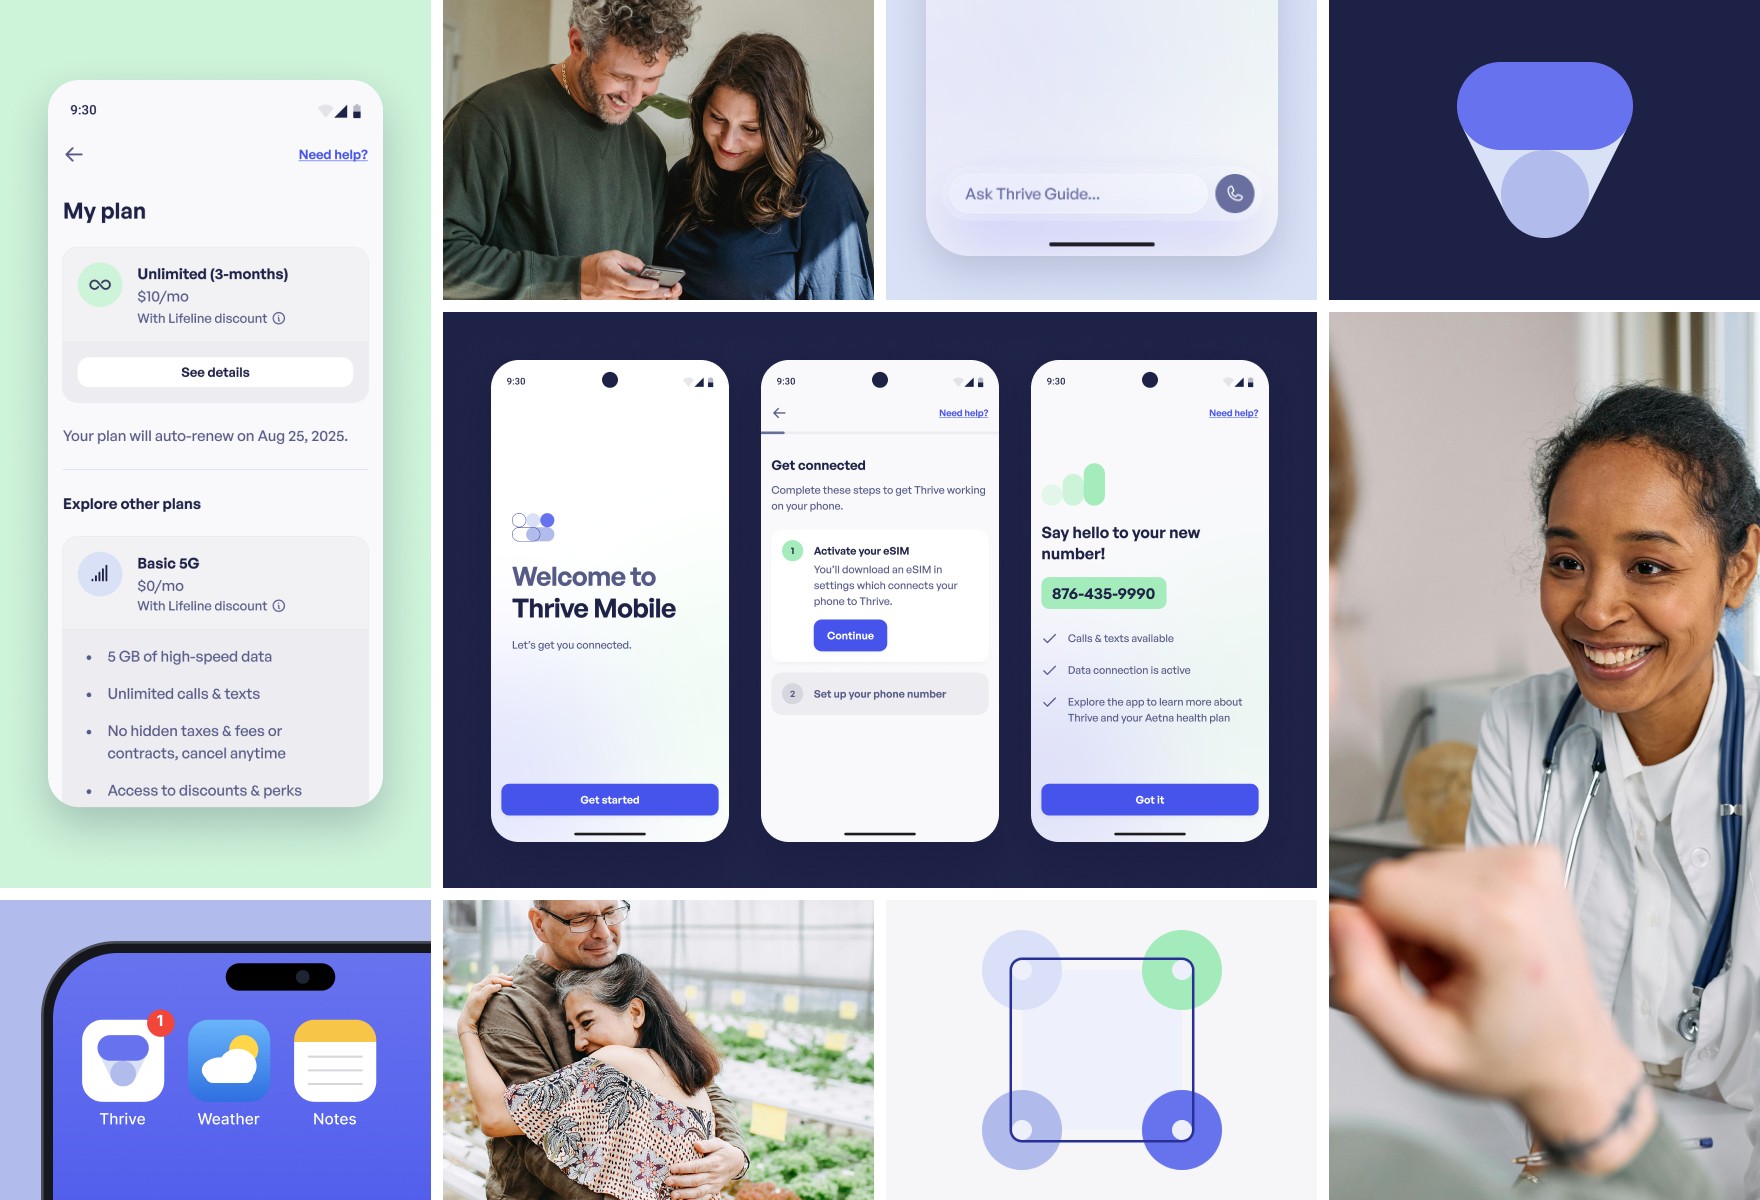 9:30
Need help?
My plan
Unlimited (3-months)
$10/mo
With Lifeline discount
See details
Your plan will auto-renew on Aug 25, 2025.
Explore other plans
Basic 5G
$0/mo
With Lifeline discount
5 GB of high-speed data
Unlimited calls & texts
No hidden taxes & fees or
contracts, cancel anytime
Access to discounts & perks
Ask Thrive Guide...
9:30
Welcome to
Thrive Mobile
Let's get you connected.
Get started
9:30
Need help?
Get connected
Complete these steps to get Thrive working
on your phone.
1
Activate your eSIM
You'll download an eSIM in
settings which connects your
phone to Thrive.
Continue
2
Set up your phone number
9:30
Need help?
Say hello to your new
number!
876-435-9990
Calls & texts available
Data connection is active
Explore the app to learn more about
Thrive and your Aetna health plan
Got it
1
Thrive
Weather
Notes